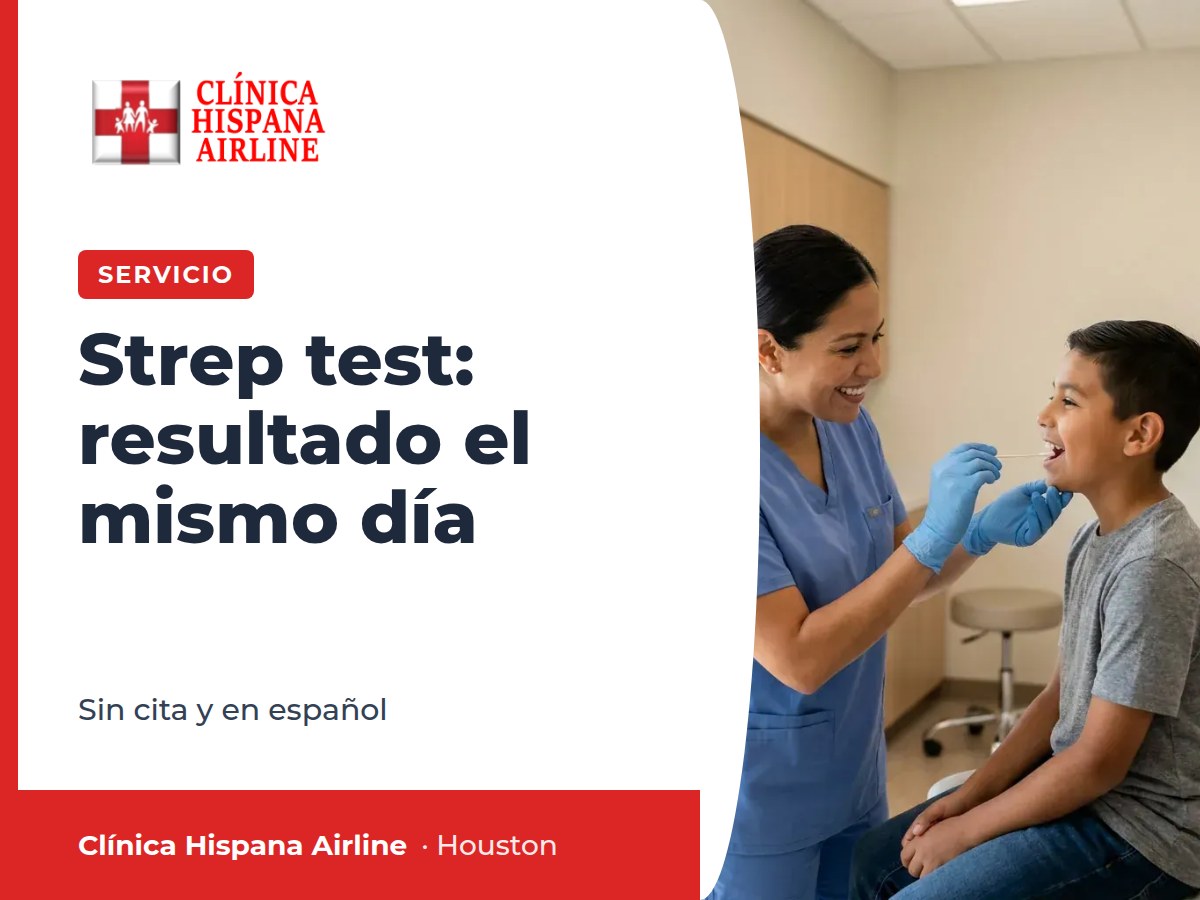 CLÍNICA
HISPANA
AIRLINE
SERVICIO
Strep test:
resultado el
mismo día
Sin cita y en español
Clínica Hispana Airline · Houston